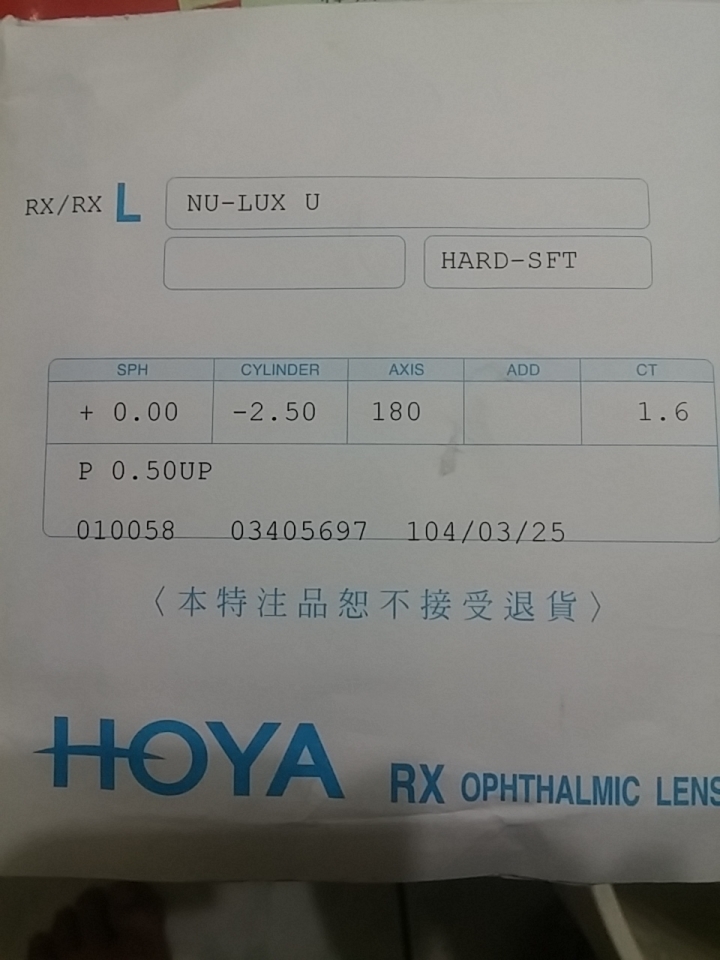 RX/RX L NU-LUX U
HARD-SFT
SPH CYLINDER AXIS ADD CT
+ 0.00 -2.50 180 1.6
P 0.50UP
010058 03405697 104/03/25
〈本特注品恕不接受退貨〉
HOYA RX OPHTHALMIC LENS